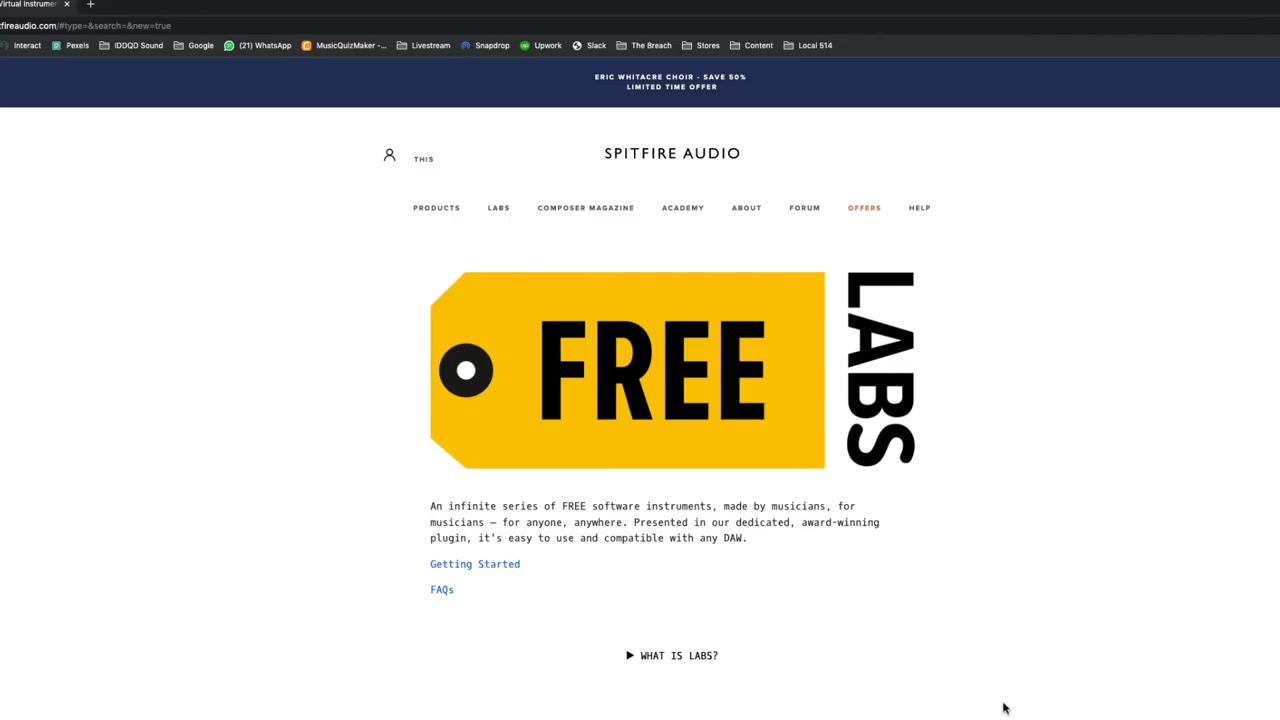 Virtual Instrumen
tfireaudio.com/#type=&search=&new=true
Interact Pexels IDDQD Sound Google (21) WhatsApp MusicQuizMaker -... Livestream Snapdrop Upwork Slack The Breach Stores Content Local 514
ERIC WHITACRE CHOIR - SAVE 50%
LIMITED TIME OFFER
THIS
SPITFIRE AUDIO
PRODUCTS LABS COMPOSER MAGAZINE ACADEMY ABOUT FORUM OFFERS HELP
FREE
LABS
An infinite series of FREE software instruments, made by musicians, for
musicians — for anyone, anywhere. Presented in our dedicated, award-winning
plugin, it's easy to use and compatible with any DAW.
Getting Started
FAQs
WHAT IS LABS?